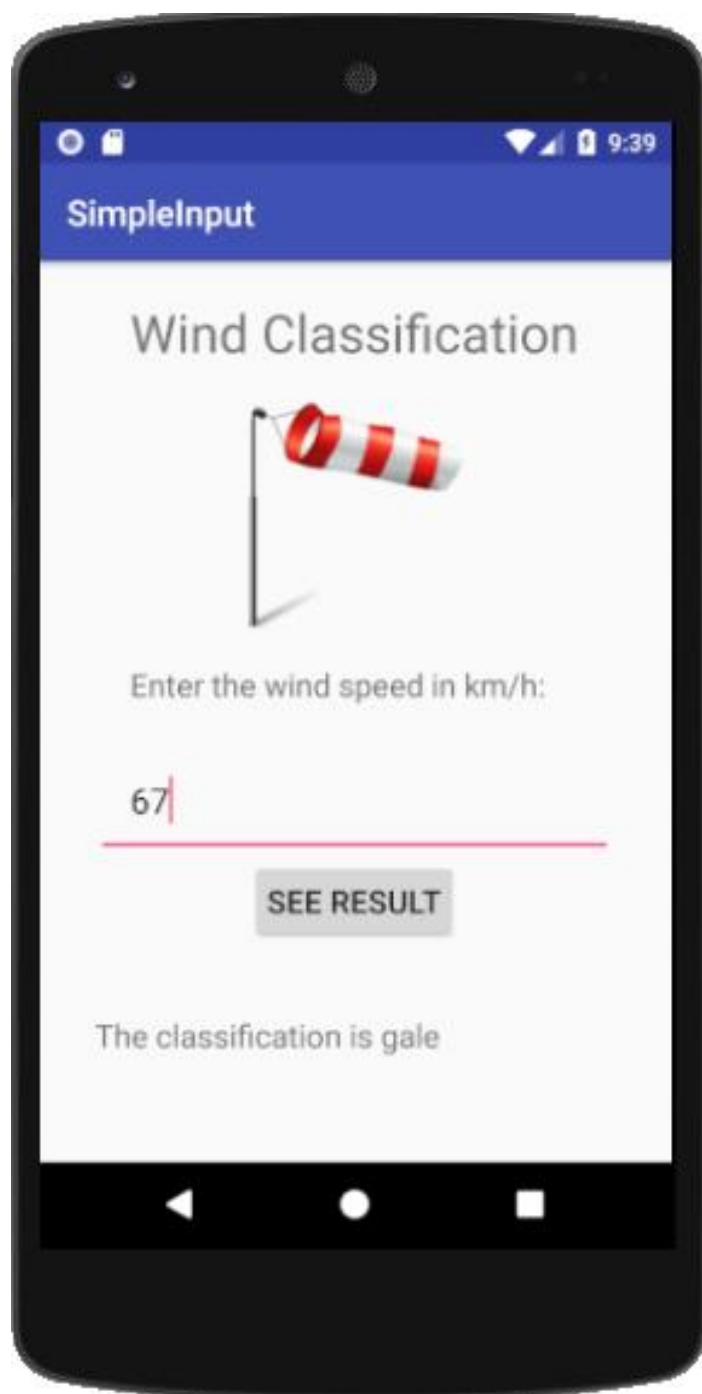 9:39
SimpleInput
Wind Classification
Enter the wind speed in km/h:
67
SEE RESULT
The classification is gale